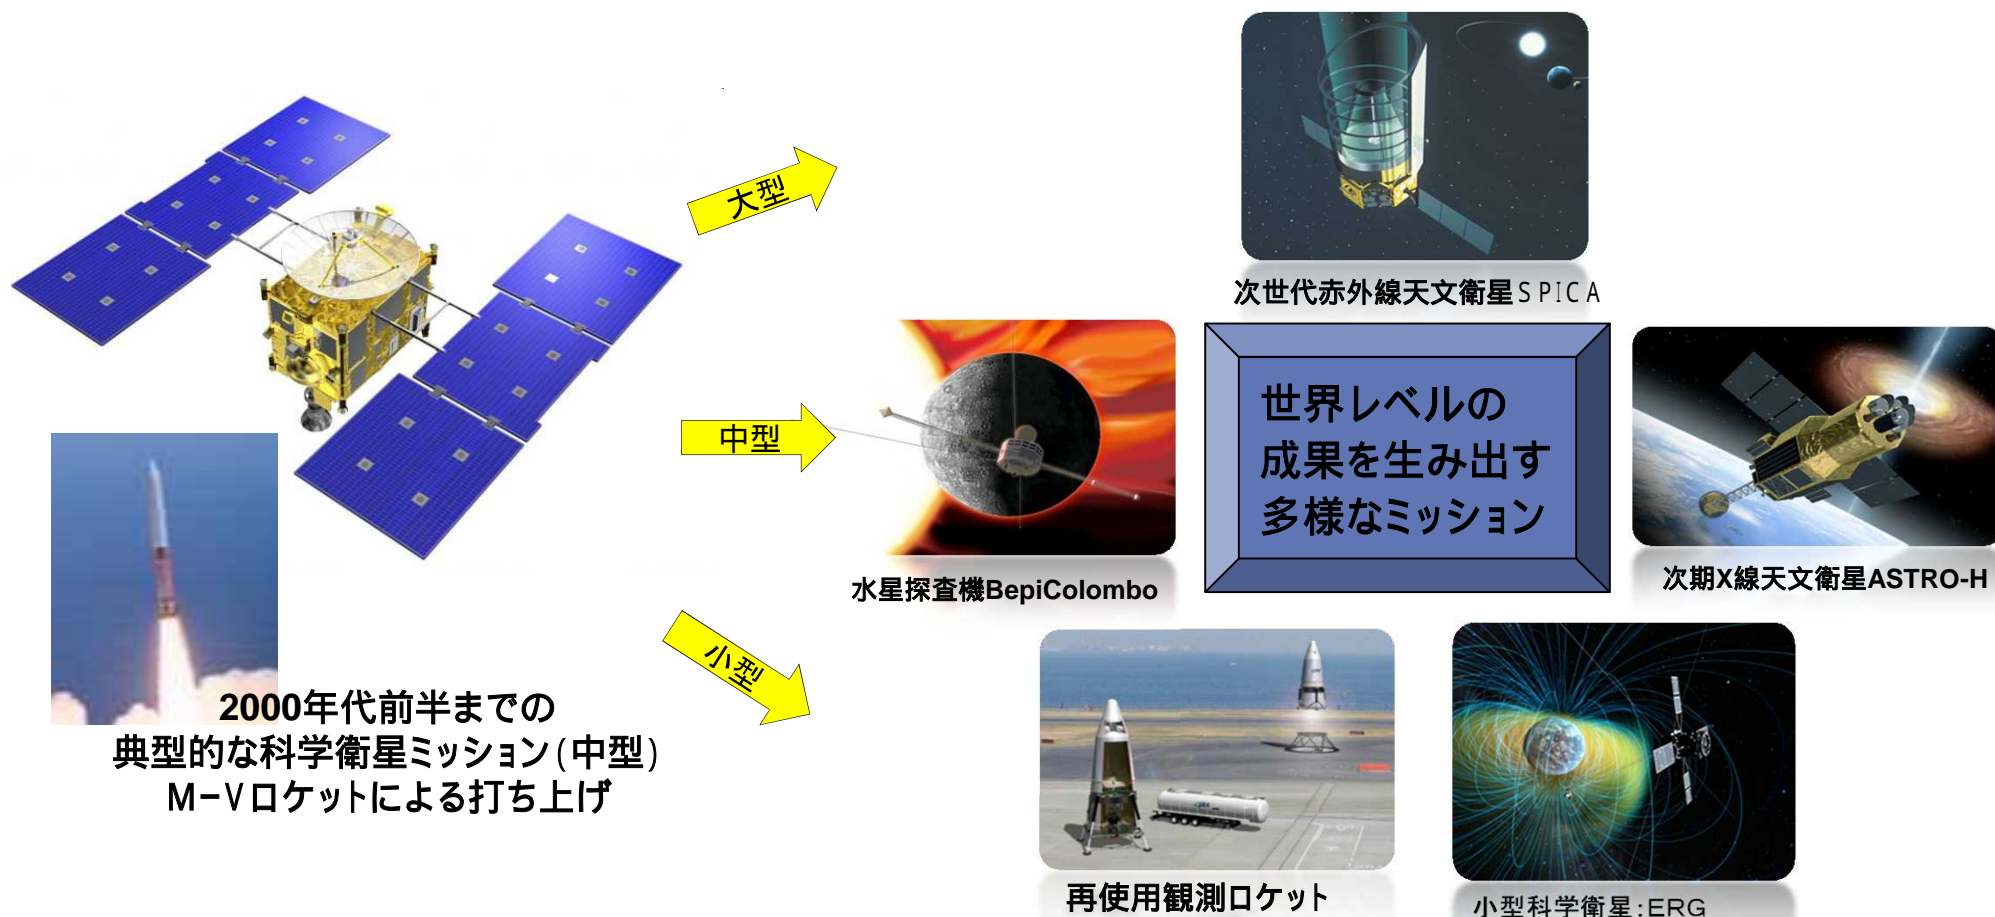 大型
次世代赤外線天文衛星SPICA
中型
世界レベルの
成果を生み出す
多様なミッション
水星探査機BepiColombo
次期X線天文衛星ASTRO-H
小型
2000年代前半までの
典型的な科学衛星ミッション(中型)
M-Vロケットによる打ち上げ
再使用観測ロケット
小型科学衛星:ERG